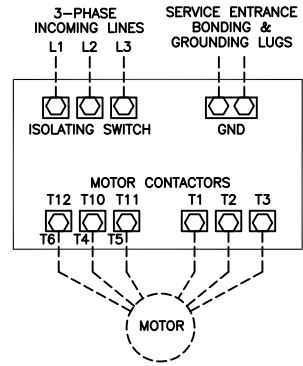 3-PHASE
INCOMING LINES
L1 L2 L3
SERVICE ENTRANCE
BONDING &
GROUNDING LUGS
ISOLATING SWITCH
GND
MOTOR CONTACTORS
T12 T10 T11 T1 T2 T3
T6 T4 T5
MOTOR